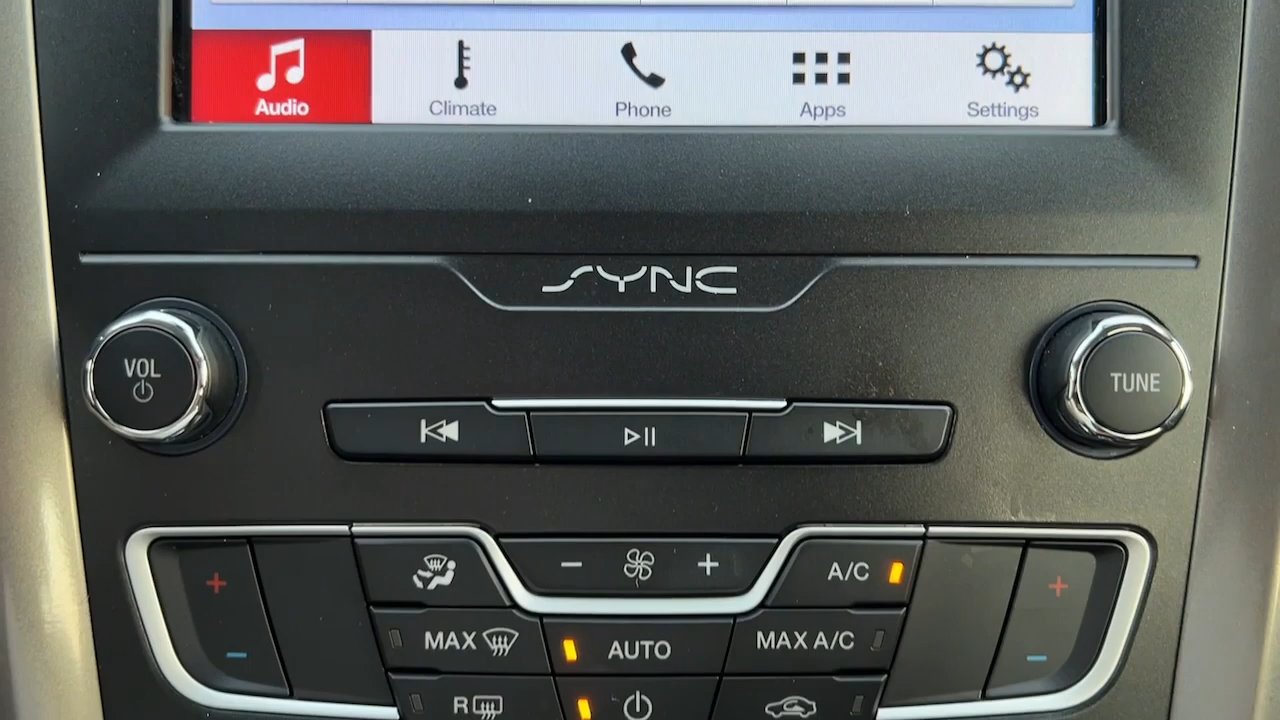 Audio Climate Phone Apps Settings
SYNC
VOL
TUNE
A/C
MAX
AUTO
MAX A/C
R